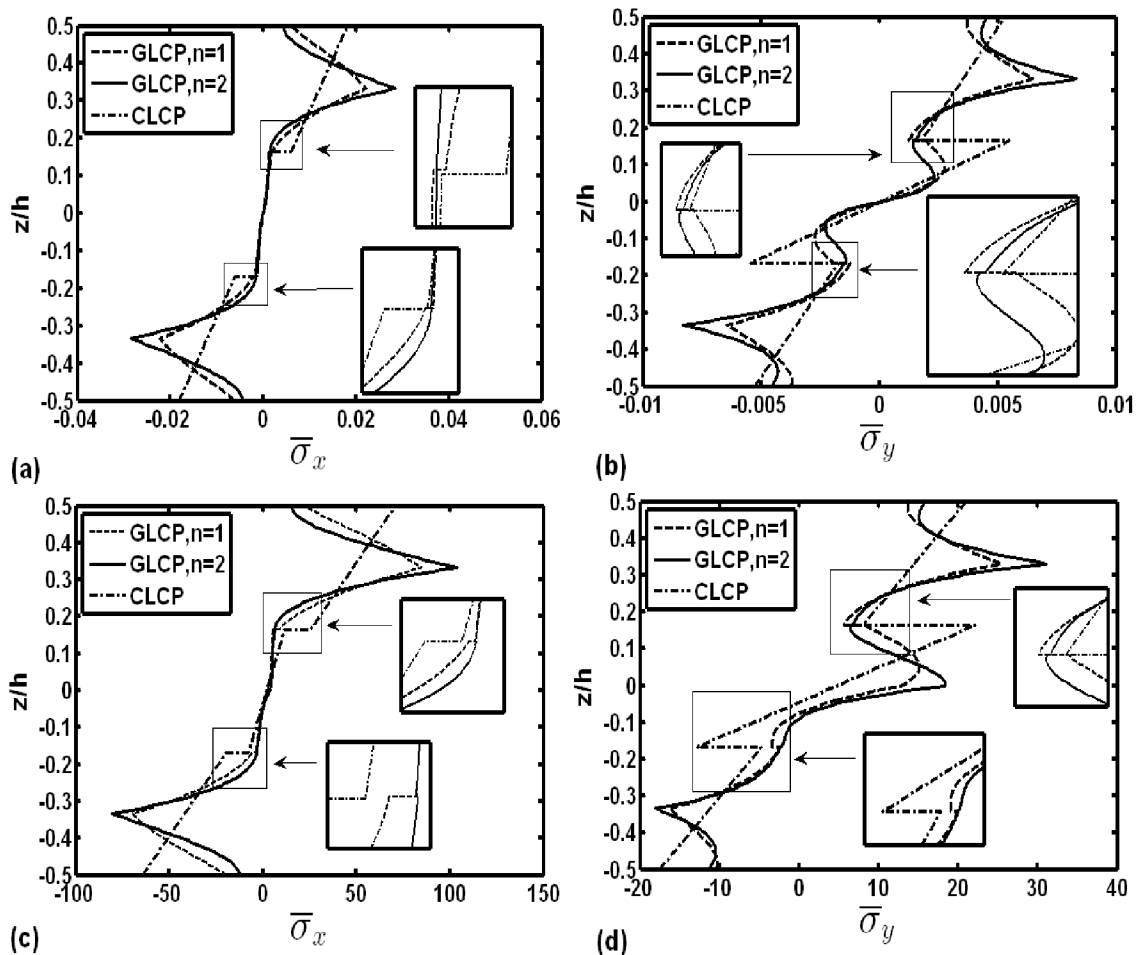 0.5
0.4
0.3
0.2
0.1
0
-0.1
-0.2
-0.3
-0.4
-0.5
z/h
GLCP,n=1
GLCP,n=2
CLCP
-0.04 -0.02 0 0.02 0.04 0.06
σ̅x
(a)
0.5
0.4
0.3
0.2
0.1
0
-0.1
-0.2
-0.3
-0.4
-0.5
z/h
GLCP,n=1
GLCP,n=2
CLCP
-0.01 -0.005 0 0.005 0.01
σ̅y
(b)
0.5
0.4
0.3
0.2
0.1
0
-0.1
-0.2
-0.3
-0.4
-0.5
z/h
GLCP,n=1
GLCP,n=2
CLCP
-100 -50 0 50 100 150
σ̅x
(c)
0.5
0.4
0.3
0.2
0.1
0
-0.1
-0.2
-0.3
-0.4
-0.5
z/h
GLCP,n=1
GLCP,n=2
CLCP
-20 -10 0 10 20 30 40
σ̅y
(d)